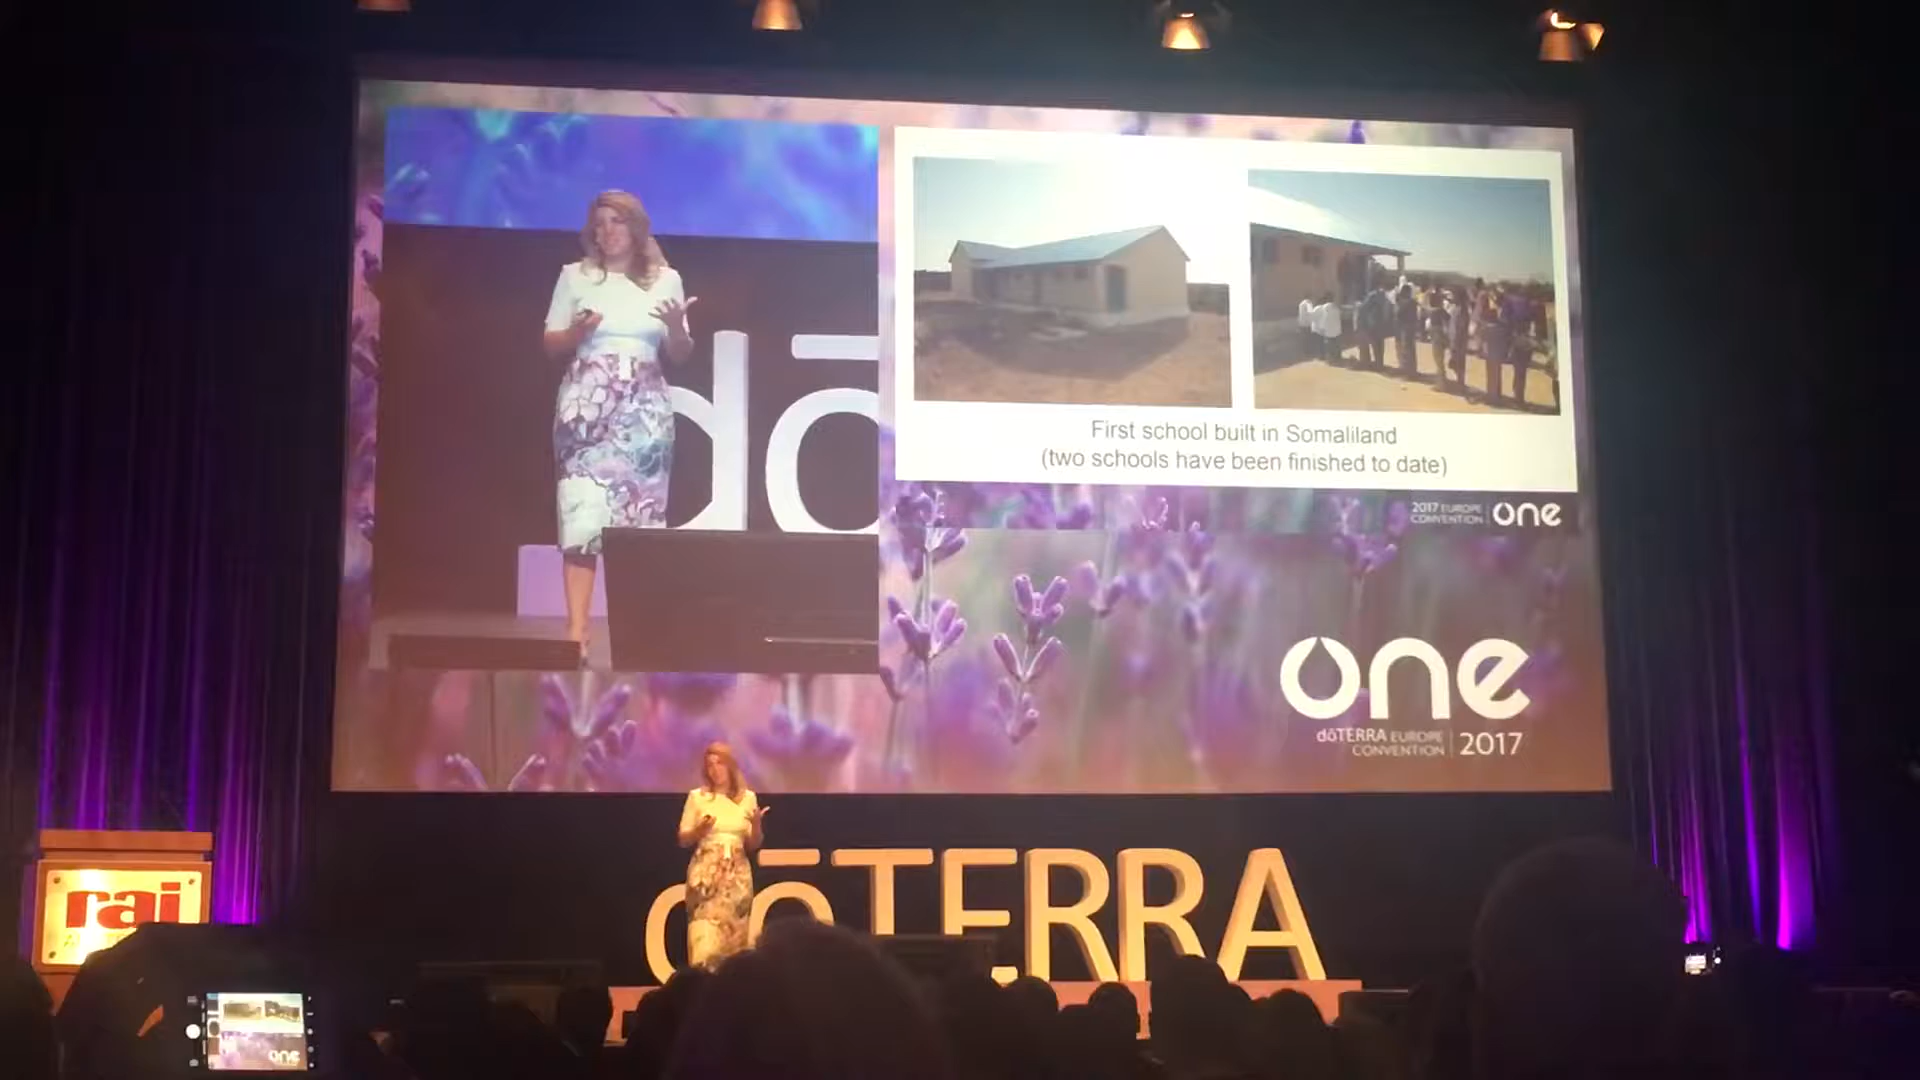 dō
First school built in Somaliland
(two schools have been finished to date)
2017 EUROPE
CONVENTION
one
one
dōTERRA EUROPE
CONVENTION
2017
dōTERRA
rai
one